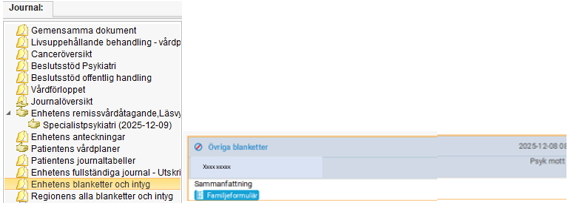 Journal:
Gemensamma dokument
Livsuppehållande behandling - vårdp
Canceröversikt
Beslutsstöd Psykiatri
Beslutsstöd offentlig handling
Vårdförloppet
Journalöversikt
Enhetens remissvårdåtagande,Läsvy
Specialistpsykiatri (2025-12-09)
Enhetens anteckningar
Patientens vårdplaner
Patientens journaltabeller
Enhetens fullständiga journal - Utskri
Enhetens blanketter och intyg
Regionens alla blanketter och intyg
Övriga blanketter 2025-12-08 08
Xxxx xxxxx Psyk mott
Sammanfattning
Familjeformulär